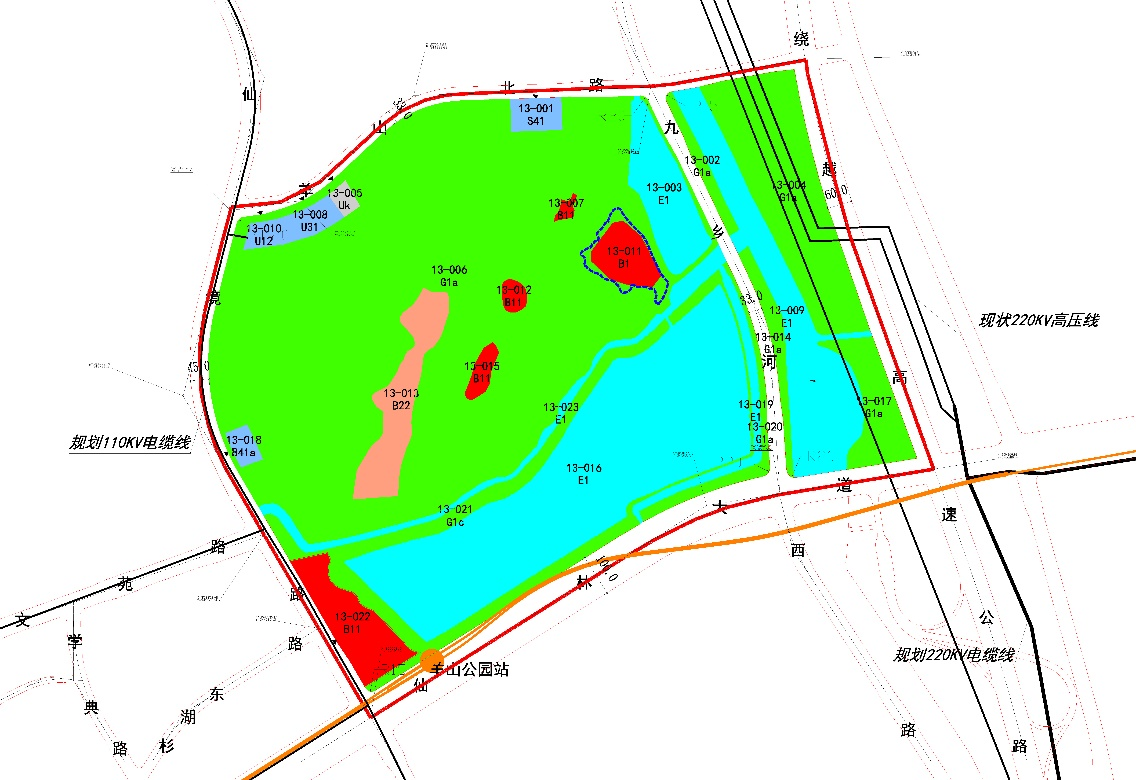 绕
北 路
仙
13-001
S41
山
九
13-002
G1a
越
羊
13-005
Uk
13-003
E1
13-004
G1a
60.0
13-007
B11
13-008
U31
13-010
U12
乡
13-011
B1
13-006
G1a
竟
13-012
B11
33.0
13-009
E1
现状220KV高压线
13-014
G1a
河
13-015
B11
高
13-013
B22
13-023
E1
13-019
E1
13-017
G1a
13-020
G1a
规划110KV电缆线
13-018
S41a
13-016
E1
道
大
13-021
G1c
速
路
西
林
苑
路
文
学
13-022
B11
公
路
规划220KV电缆线
羊山公园站
仙
东
典
湖
路
路
杉
路